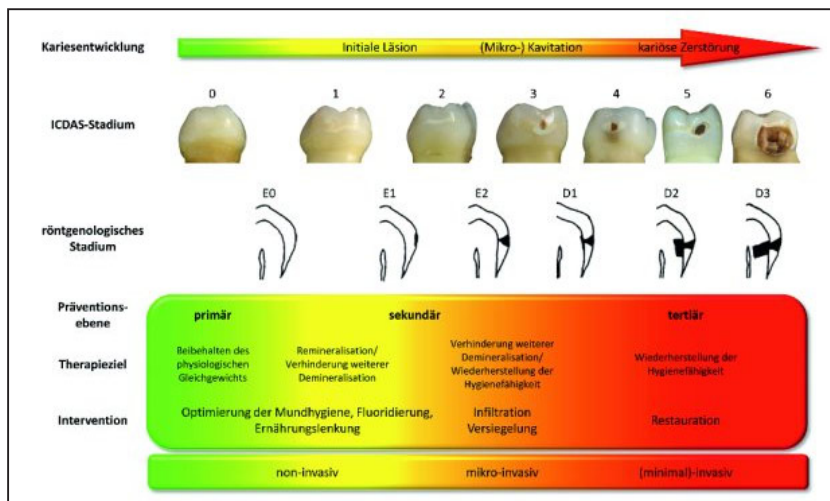 Kariesentwicklung
Initiale Läsion (Mikro-) Kavitation kariöse Zerstörung
0 1 2 3 4 5 6
ICDAS-Stadium
E0 E1 E2 D1 D2 D3
röntgenologisches
Stadium
Präventions-
ebene
primär sekundär tertiär
Therapieziel
Beibehalten des
physiologischen
Gleichgewichts
Remineralisation/
Verhinderung weiterer
Demineralisation
Verhinderung weiterer
Demineralisation/
Wiederherstellung der
Hygienefähigkeit
Wiederherstellung der
Hygienefähigkeit
Intervention
Optimierung der Mundhygiene, Fluoridierung,
Ernährungslenkung
Infiltration
Versiegelung
Restauration
non-invasiv mikro-invasiv (minimal)-invasiv